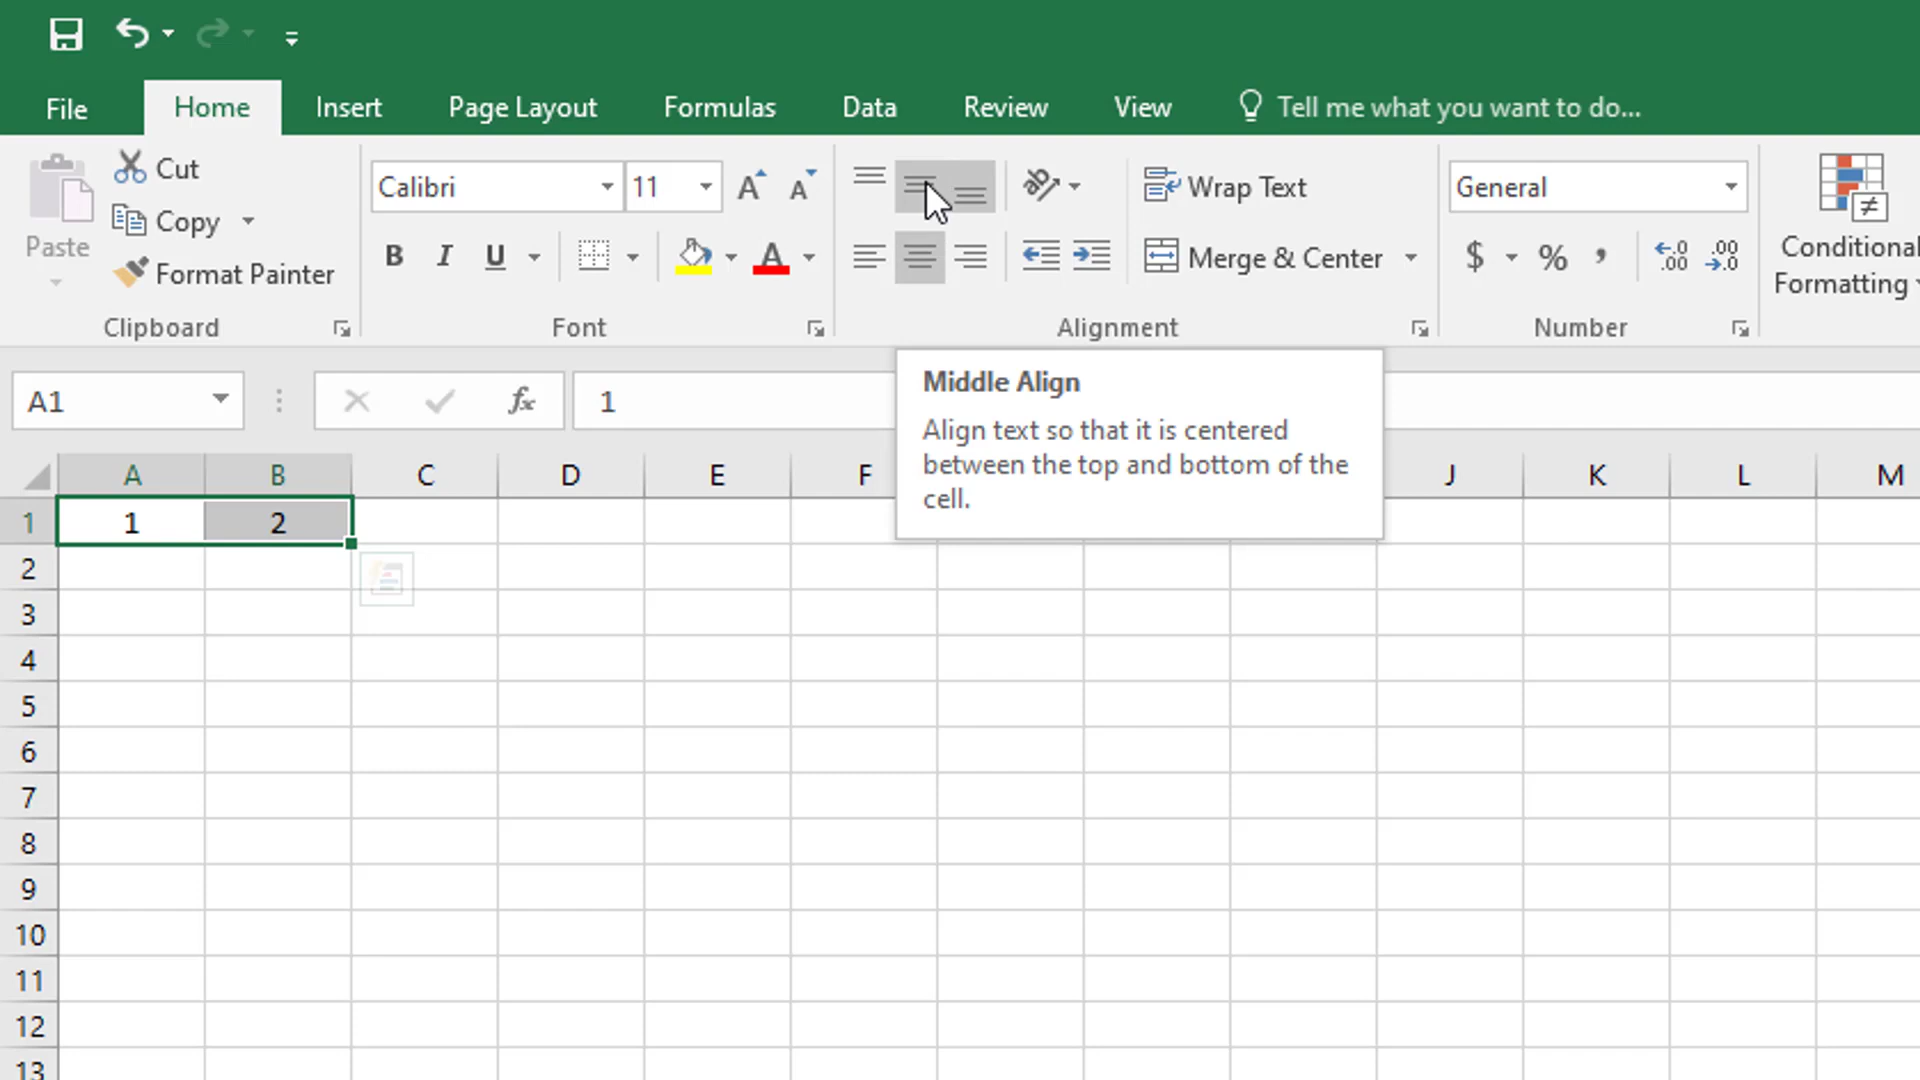 File Home Insert Page Layout Formulas Data Review View Tell me what you want to do...
Paste
Cut
Copy
Format Painter
Clipboard
Calibri 11
B I U A
Font
Wrap Text
Merge & Center
Alignment
General
$ % ,
Number
Conditional
Formatting
A1 fx 1
Middle Align
Align text so that it is centered
between the top and bottom of the
cell.
A B C D E F J K L M
1 1 2
2
3
4
5
6
7
8
9
10
11
12
13